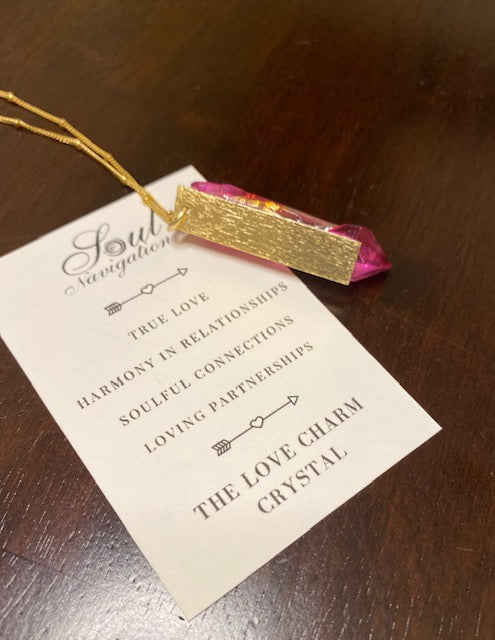 Soul
Navigation
TRUE LOVE
HARMONY IN RELATIONSHIPS
SOULFUL CONNECTIONS
LOVING PARTNERSHIPS
THE LOVE CHARM
CRYSTAL